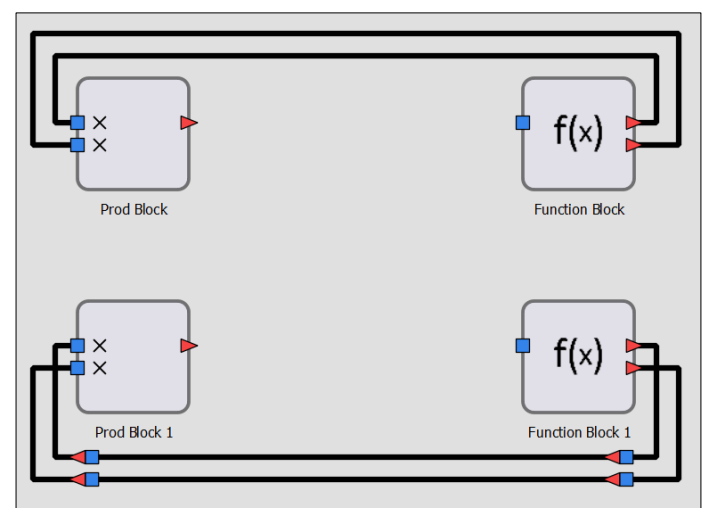 ×
×
f(x)
Prod Block
Function Block
×
×
f(x)
Prod Block 1
Function Block 1